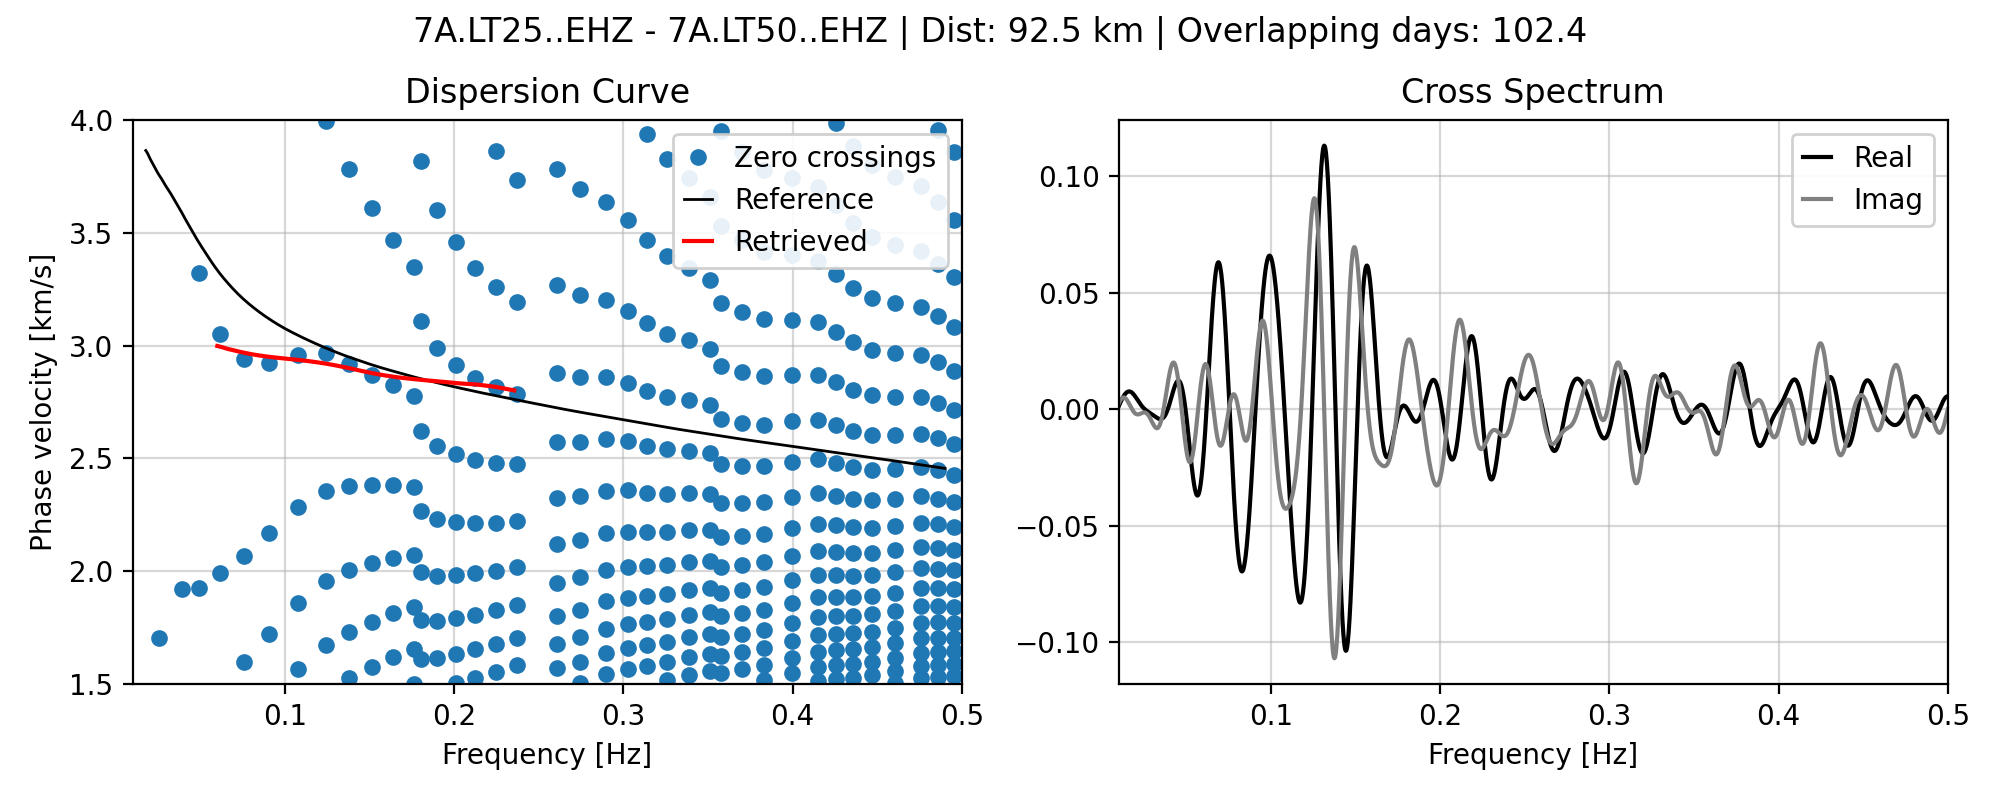 7A.LT25..EHZ - 7A.LT50..EHZ | Dist: 92.5 km | Overlapping days: 102.4
Dispersion Curve
Phase velocity [km/s]
4.0
3.5
3.0
2.5
2.0
1.5
Zero crossings
Reference
Retrieved
0.1
0.2
0.3
0.4
0.5
Frequency [Hz]
Cross Spectrum
0.10
0.05
0.00
−0.05
−0.10
Real
Imag
0.1
0.2
0.3
0.4
0.5
Frequency [Hz]